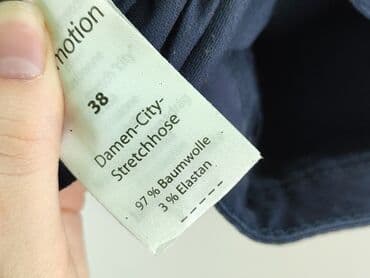 motion
38
Damen-City-
Stretchhose
97 % Baumwolle
3 % Elastan